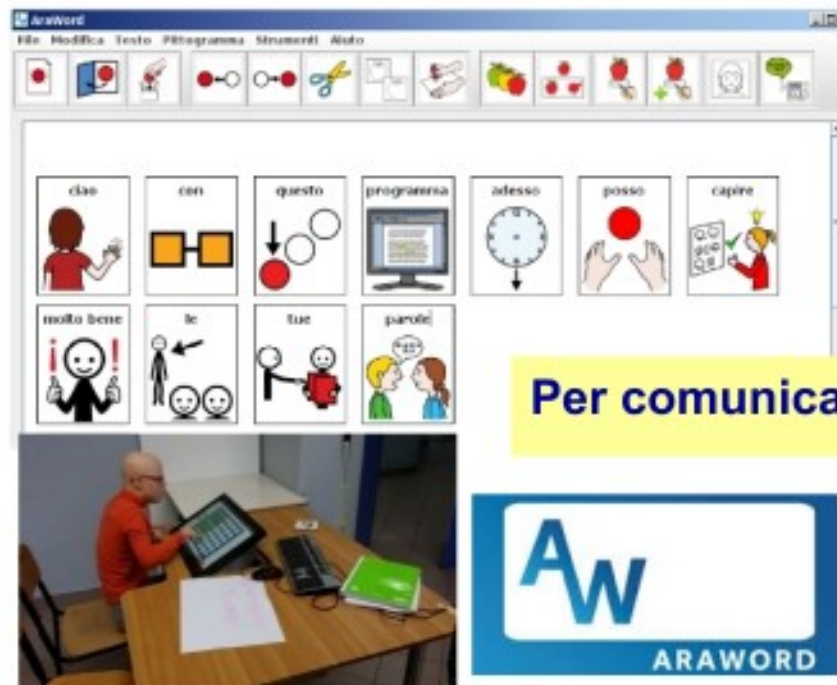 AraWord
File Modifica Testo Pittogramma Strumenti Aiuto
ciao con questo programma adesso posso capire
molto bene le tue parole
Per comunica
AW
ARAWORD